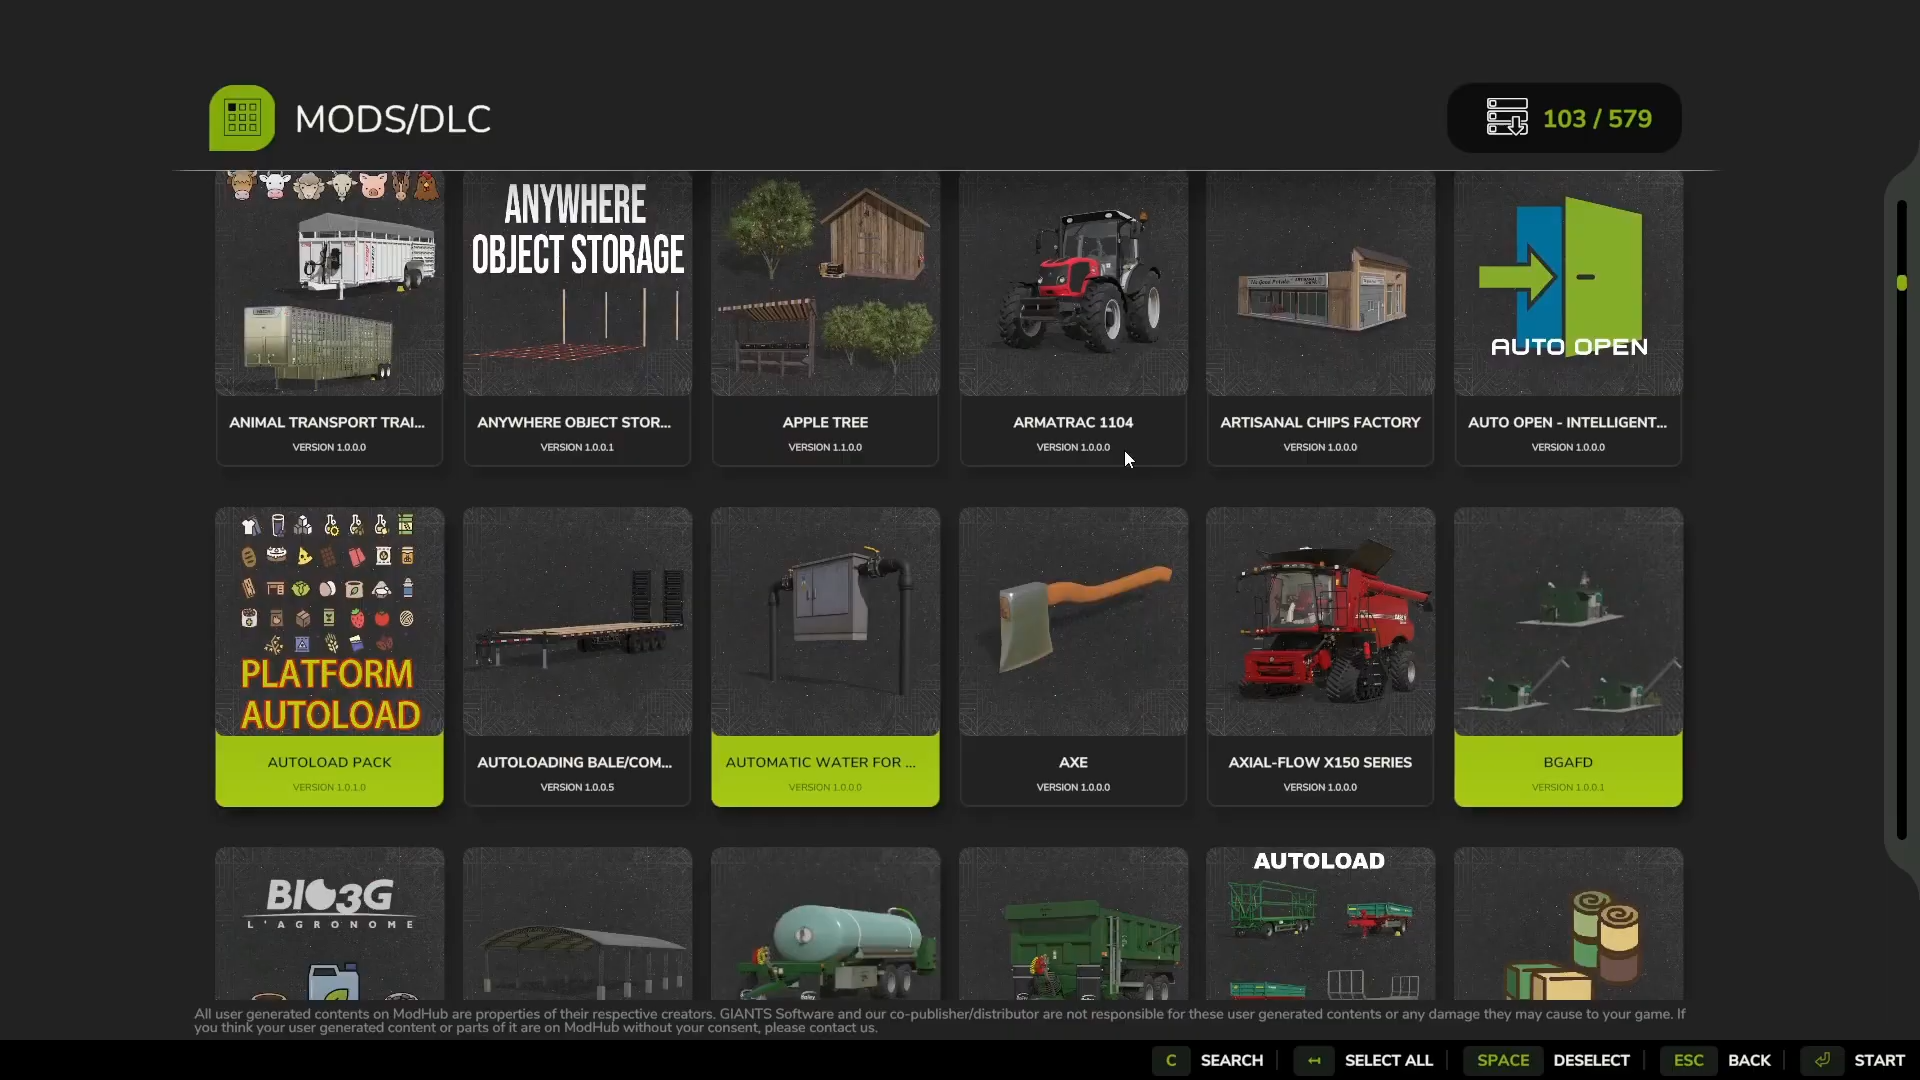 MODS/DLC
103 / 579
ANYWHERE
OBJECT STORAGE
AUTO OPEN
ANIMAL TRANSPORT TRAI...
VERSION 1.0.0.0
ANYWHERE OBJECT STOR...
VERSION 1.0.0.1
APPLE TREE
VERSION 1.1.0.0
ARMATRAC 1104
VERSION 1.0.0.0
ARTISANAL CHIPS FACTORY
VERSION 1.0.0.0
AUTO OPEN - INTELLIGENT...
VERSION 1.0.0.0
PLATFORM
AUTOLOAD
AUTOLOAD PACK
VERSION 1.0.1.0
AUTOLOADING BALE/COM...
VERSION 1.0.0.5
AUTOMATIC WATER FOR ...
VERSION 1.0.0.0
AXE
VERSION 1.0.0.0
AXIAL-FLOW X150 SERIES
VERSION 1.0.0.0
BGAFD
VERSION 1.0.0.1
BIO3G
L'AGRONOME
AUTOLOAD
All user generated contents on ModHub are properties of their respective creators. GIANTS Software and our co-publisher/distributor are not responsible for these user generated contents or any damage they may cause to your game. If
you think your user generated content or parts of it are on ModHub without your consent, please contact us.
C SEARCH
SELECT ALL
SPACE DESELECT
ESC BACK
START